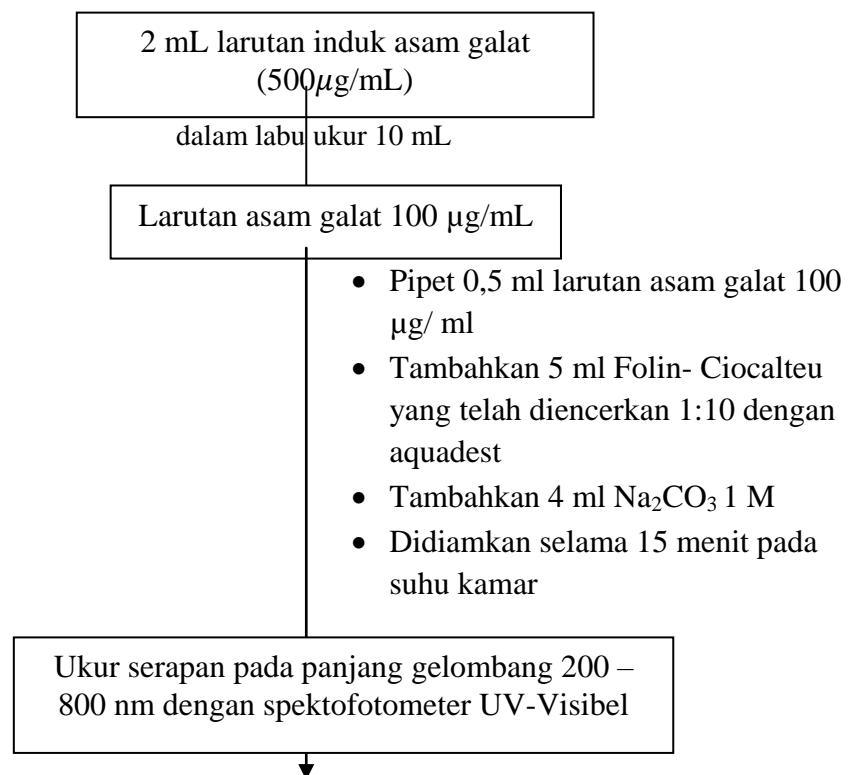 2 mL larutan induk asam galat
(500𝜇g/mL)
dalam labu ukur 10 mL
Larutan asam galat 100 µg/mL
• Pipet 0,5 ml larutan asam galat 100
µg/ ml
• Tambahkan 5 ml Folin- Ciocalteu
yang telah diencerkan 1:10 dengan
aquadest
• Tambahkan 4 ml Na₂CO₃ 1 M
• Didiamkan selama 15 menit pada
suhu kamar
Ukur serapan pada panjang gelombang 200 –
800 nm dengan spektofotometer UV-Visibel